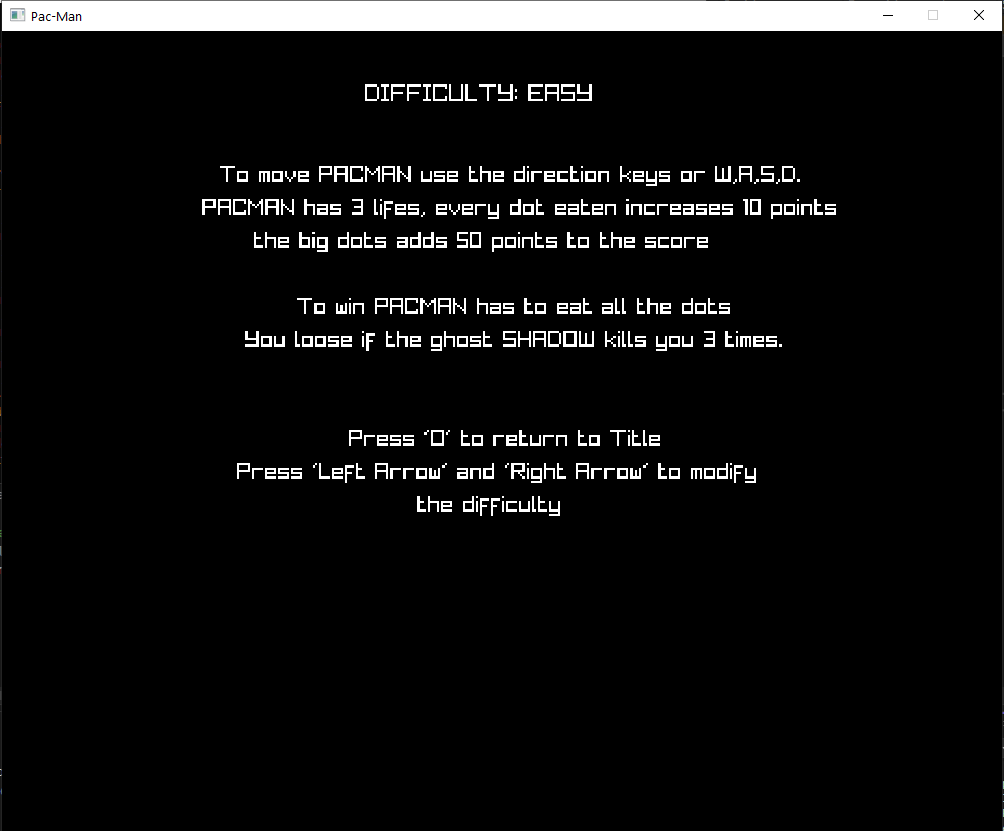 Pac-Man
DIFFICULTY: EASY
To move PACMAN use the direction keys or W,A,S,D.
PACMAN has 3 lifes, every dot eaten increases 10 points
the big dots adds 50 points to the score
To win PACMAN has to eat all the dots
You loose if the ghost SHADOW kills you 3 times.
Press 'O' to return to Title
Press 'Left Arrow' and 'Right Arrow' to modify
the difficulty